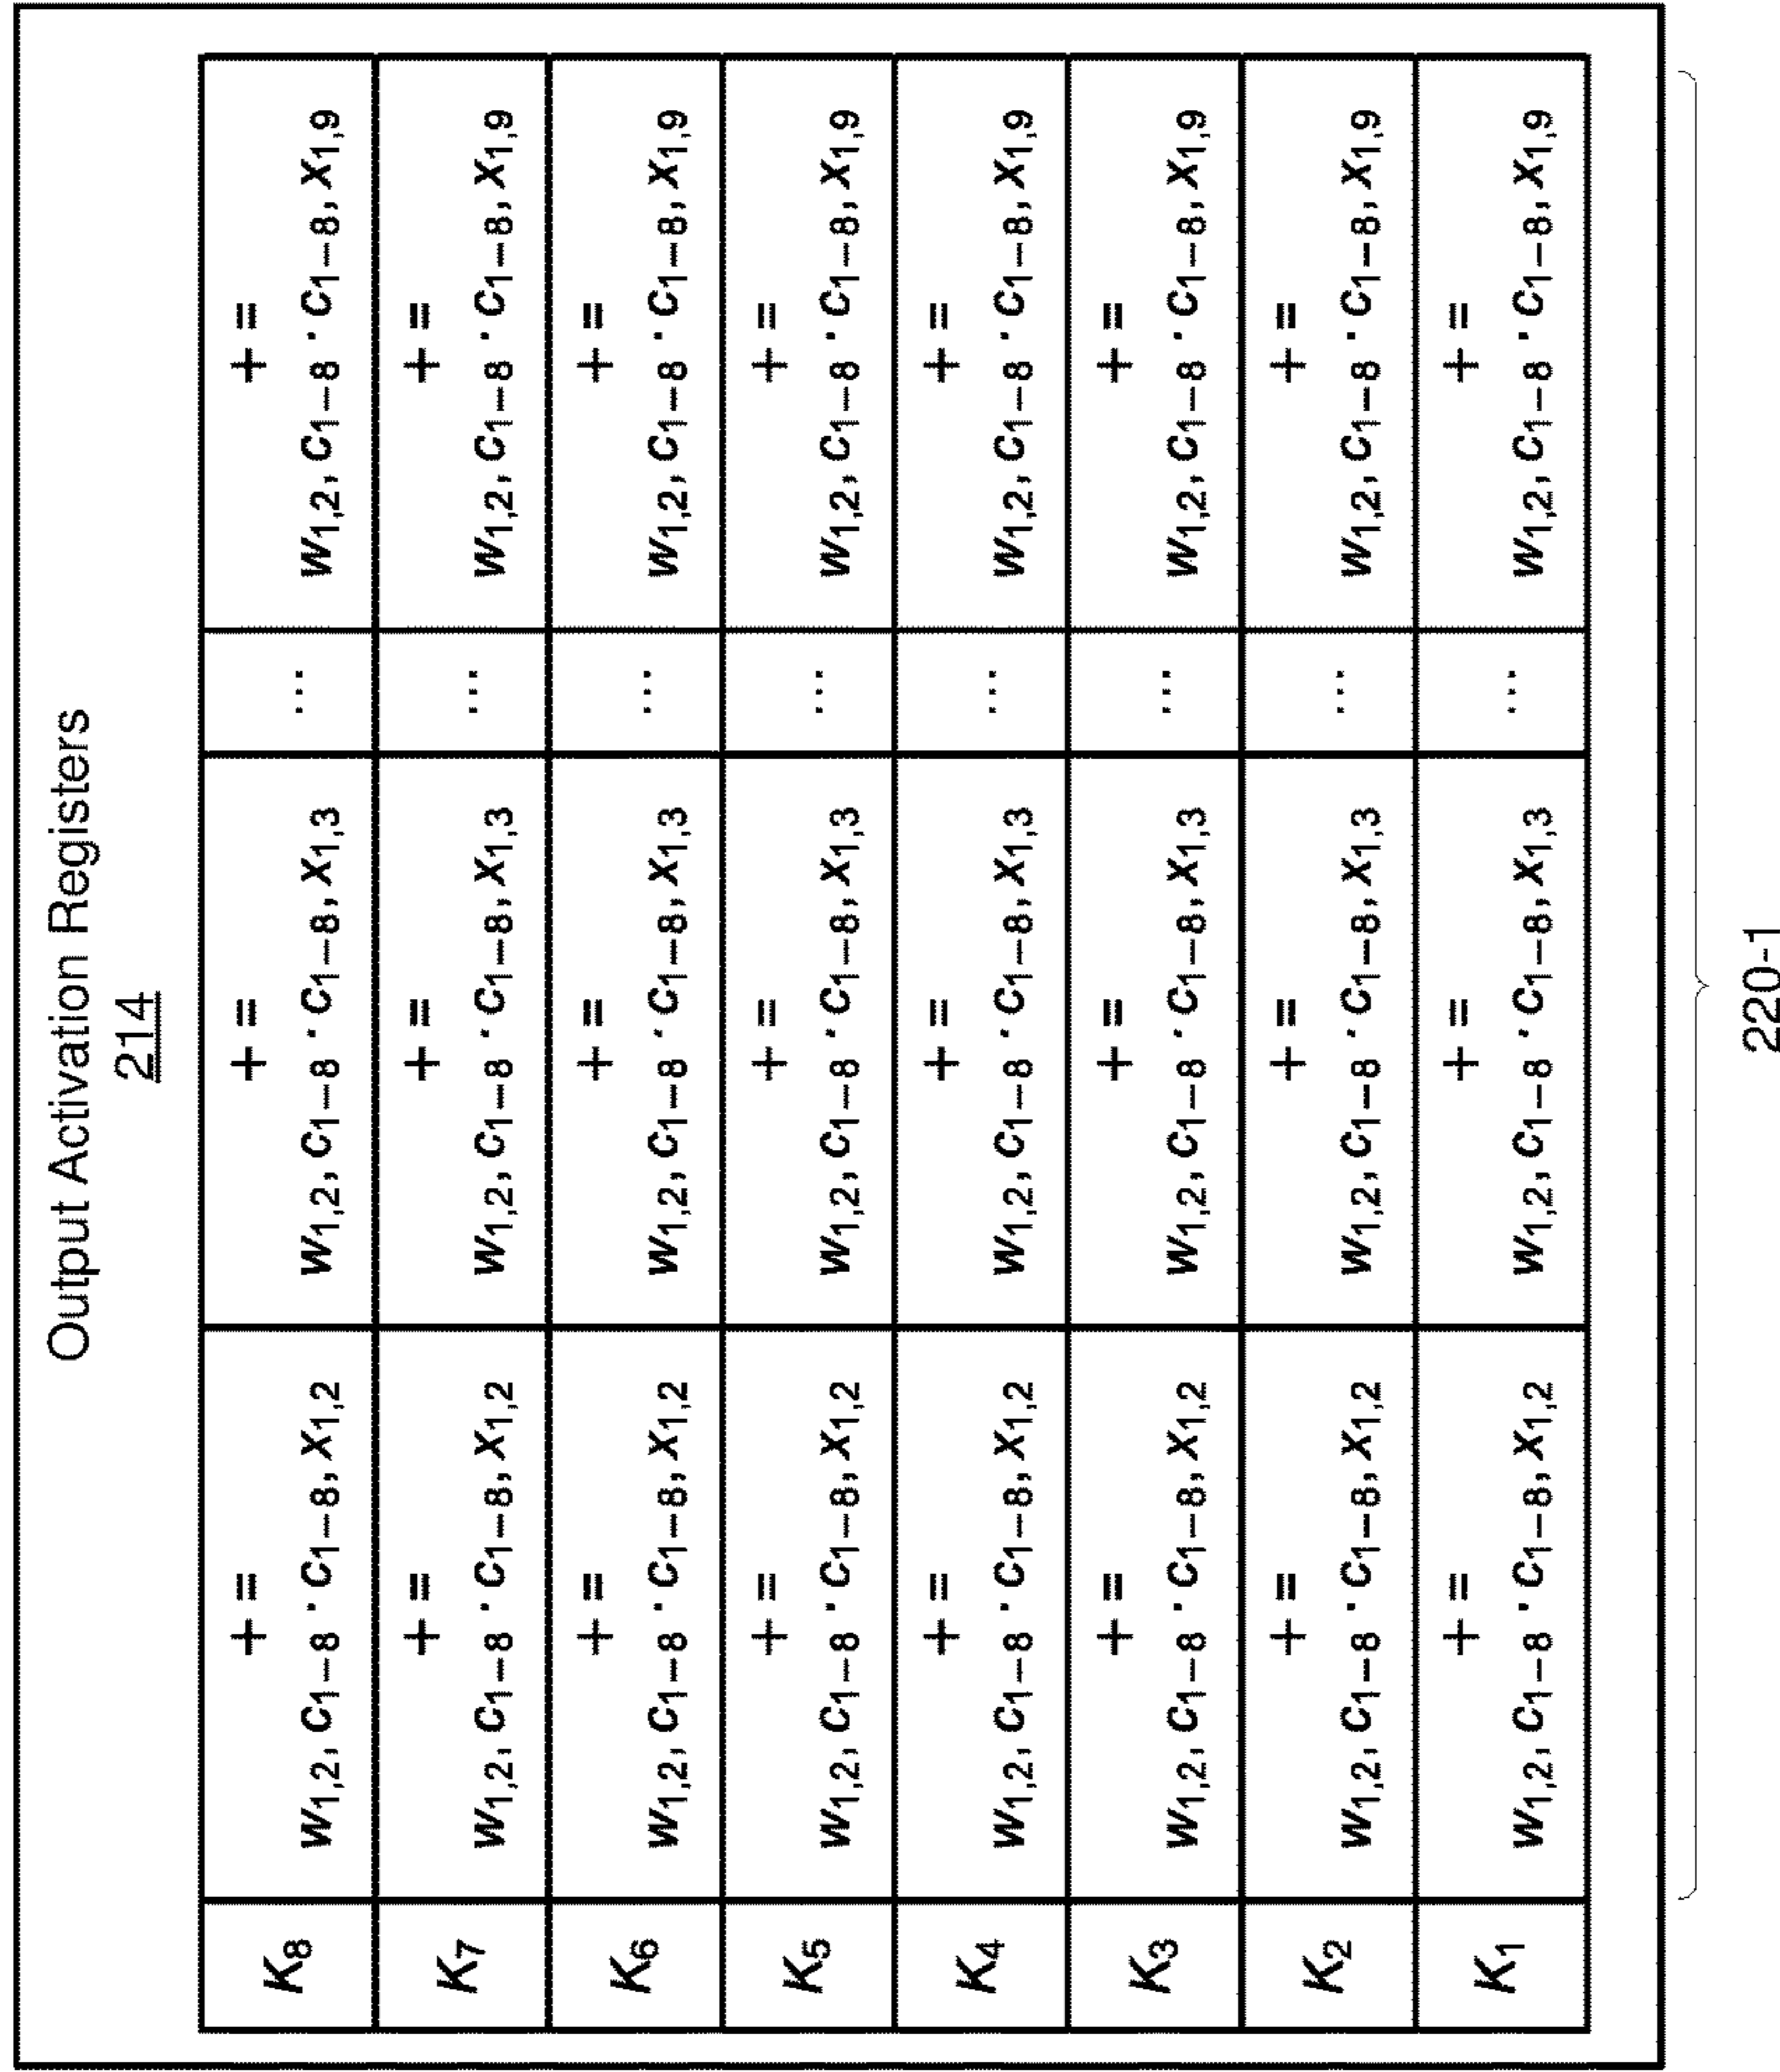 Output Activation Registers
214
K8 += W1,2, C1–8 · C1–8, X1,2 += W1,2, C1–8 · C1–8, X1,3 ... += W1,2, C1–8 · C1–8, X1,9
K7 += W1,2, C1–8 · C1–8, X1,2 += W1,2, C1–8 · C1–8, X1,3 ... += W1,2, C1–8 · C1–8, X1,9
K6 += W1,2, C1–8 · C1–8, X1,2 += W1,2, C1–8 · C1–8, X1,3 ... += W1,2, C1–8 · C1–8, X1,9
K5 += W1,2, C1–8 · C1–8, X1,2 += W1,2, C1–8 · C1–8, X1,3 ... += W1,2, C1–8 · C1–8, X1,9
K4 += W1,2, C1–8 · C1–8, X1,2 += W1,2, C1–8 · C1–8, X1,3 ... += W1,2, C1–8 · C1–8, X1,9
K3 += W1,2, C1–8 · C1–8, X1,2 += W1,2, C1–8 · C1–8, X1,3 ... += W1,2, C1–8 · C1–8, X1,9
K2 += W1,2, C1–8 · C1–8, X1,2 += W1,2, C1–8 · C1–8, X1,3 ... += W1,2, C1–8 · C1–8, X1,9
K1 += W1,2, C1–8 · C1–8, X1,2 += W1,2, C1–8 · C1–8, X1,3 ... += W1,2, C1–8 · C1–8, X1,9
220-1